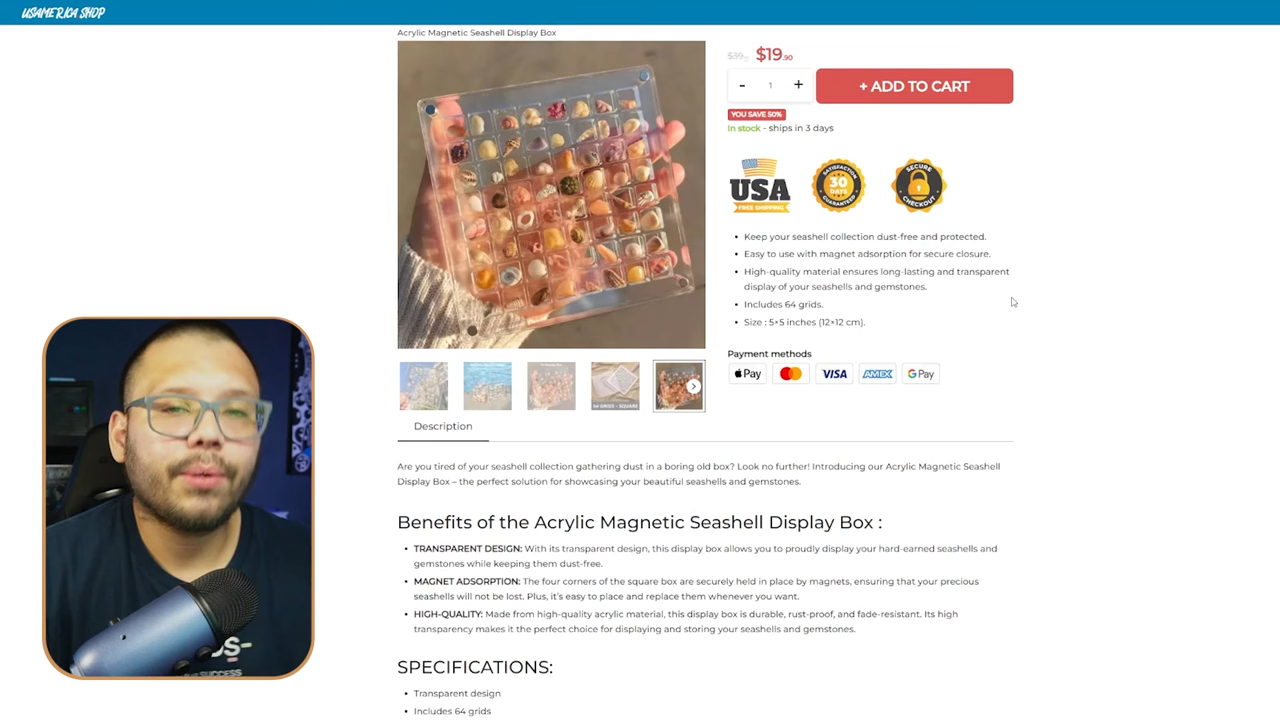 USAMERICA SHOP
Acrylic Magnetic Seashell Display Box
$19.90
- 1 +
+ ADD TO CART
YOU SAVE 50%
In stock - ships in 3 days
USA
FREE SHIPPING
SATISFACTION
30
DAYS
GUARANTEED
SECURE
CHECKOUT
• Keep your seashell collection dust-free and protected.
• Easy to use with magnet adsorption for secure closure.
• High-quality material ensures long-lasting and transparent
display of your seashells and gemstones.
• Includes 64 grids.
• Size : 5×5 inches (12×12 cm).
Payment methods
Pay
VISA
AMEX
G Pay
64 GRIDS - SQUARE
Description
Are you tired of your seashell collection gathering dust in a boring old box? Look no further! Introducing our Acrylic Magnetic Seashell
Display Box – the perfect solution for showcasing your beautiful seashells and gemstones.
Benefits of the Acrylic Magnetic Seashell Display Box :
• TRANSPARENT DESIGN: With its transparent design, this display box allows you to proudly display your hard-earned seashells and
gemstones while keeping them dust-free.
• MAGNET ADSORPTION: The four corners of the square box are securely held in place by magnets, ensuring that your precious
seashells will not be lost. Plus, it's easy to place and replace them whenever you want.
• HIGH-QUALITY: Made from high-quality acrylic material, this display box is durable, rust-proof, and fade-resistant. Its high
transparency makes it the perfect choice for displaying and storing your seashells and gemstones.
SPECIFICATIONS:
• Transparent design
• Includes 64 grids